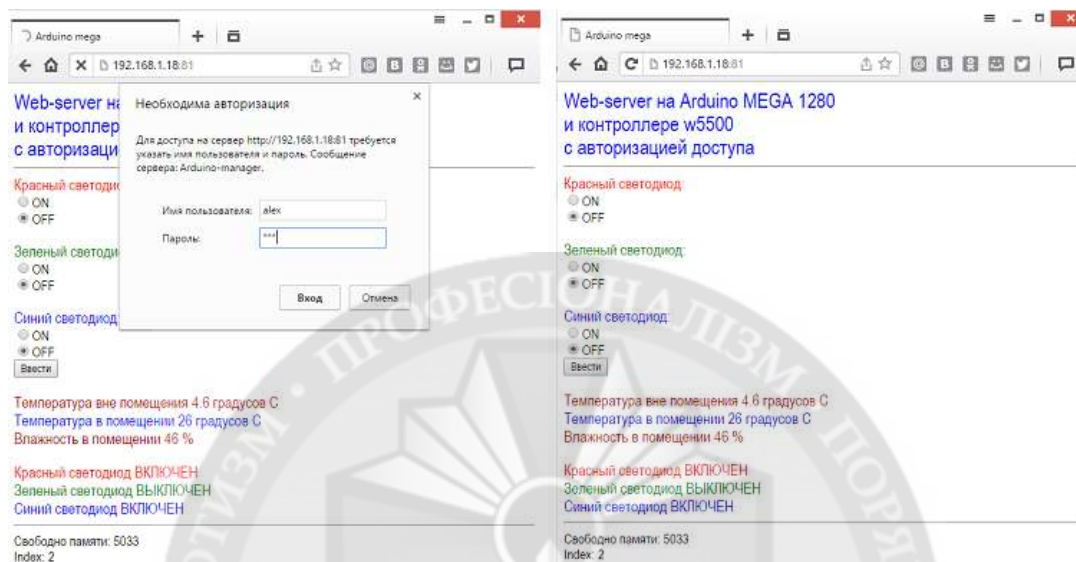 Arduino mega
192.168.1.18:81
Web-server на
и контроллер
с авторизаци
Необходима авторизация
Для доступа на сервер http://192.168.1.18:81 требуется
указать имя пользователя и пароль. Сообщение
сервера: Arduino-manager.
Имя пользователя: alex
Пароль: ***
Вход Отмена
Красный светодио
ON
OFF
Зеленый светоди
ON
OFF
Синий светодиод:
ON
OFF
Ввести
Температура вне помещения 4.6 градусов С
Температура в помещении 26 градусов С
Влажность в помещении 46 %
Красный светодиод ВКЛЮЧЕН
Зеленый светодиод ВЫКЛЮЧЕН
Синий светодиод ВКЛЮЧЕН
Свободно памяти: 5033
Index: 2
Arduino mega
192.168.1.18:81
Web-server на Arduino MEGA 1280
и контроллере w5500
с авторизацией доступа
Красный светодиод:
ON
OFF
Зеленый светодиод:
ON
OFF
Синий светодиод:
ON
OFF
Ввести
Температура вне помещения 4.6 градусов С
Температура в помещении 26 градусов С
Влажность в помещении 46 %
Красный светодиод ВКЛЮЧЕН
Зеленый светодиод ВЫКЛЮЧЕН
Синий светодиод ВКЛЮЧЕН
Свободно памяти: 5033
Index: 2
ПРОФЕСІОНАЛІЗМ